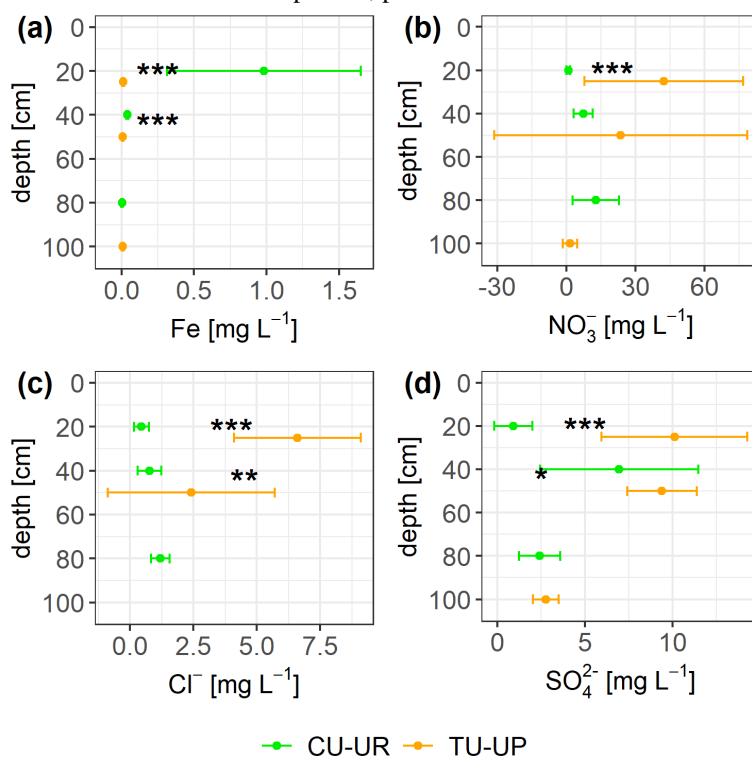 (a)
0
20
40
60
80
100
depth [cm]
***
***
0.0 0.5 1.0 1.5
Fe [mg L⁻¹]
(b)
0
20
40
60
80
100
depth [cm]
***
-30 0 30 60
NO₃⁻ [mg L⁻¹]
(c)
0
20
40
60
80
100
depth [cm]
***
**
0.0 2.5 5.0 7.5
Cl⁻ [mg L⁻¹]
(d)
0
20
40
60
80
100
depth [cm]
***
*
0 5 10
SO₄²⁻ [mg L⁻¹]
CU-UR TU-UP